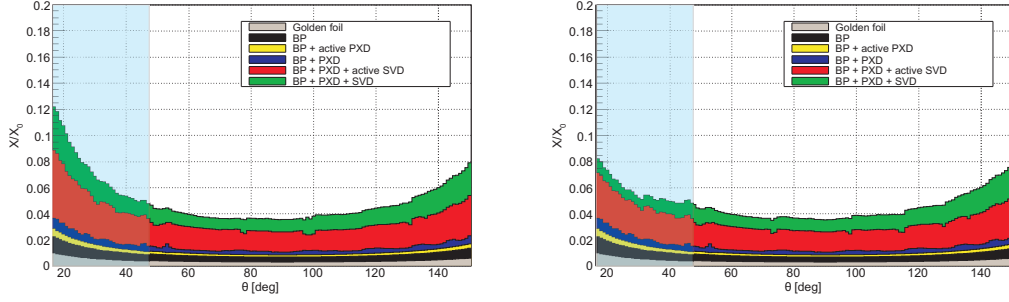 0.2
0.18
0.16
0.14
0.12
0.1
0.08
0.06
0.04
0.02
0
X/X0
Golden foil
BP
BP + active PXD
BP + PXD
BP + PXD + active SVD
BP + PXD + SVD
20 40 60 80 100 120 140
θ [deg]
0.2
0.18
0.16
0.14
0.12
0.1
0.08
0.06
0.04
0.02
0
X/X0
Golden foil
BP
BP + active PXD
BP + PXD
BP + PXD + active SVD
BP + PXD + SVD
20 40 60 80 100 120 140
θ [deg]